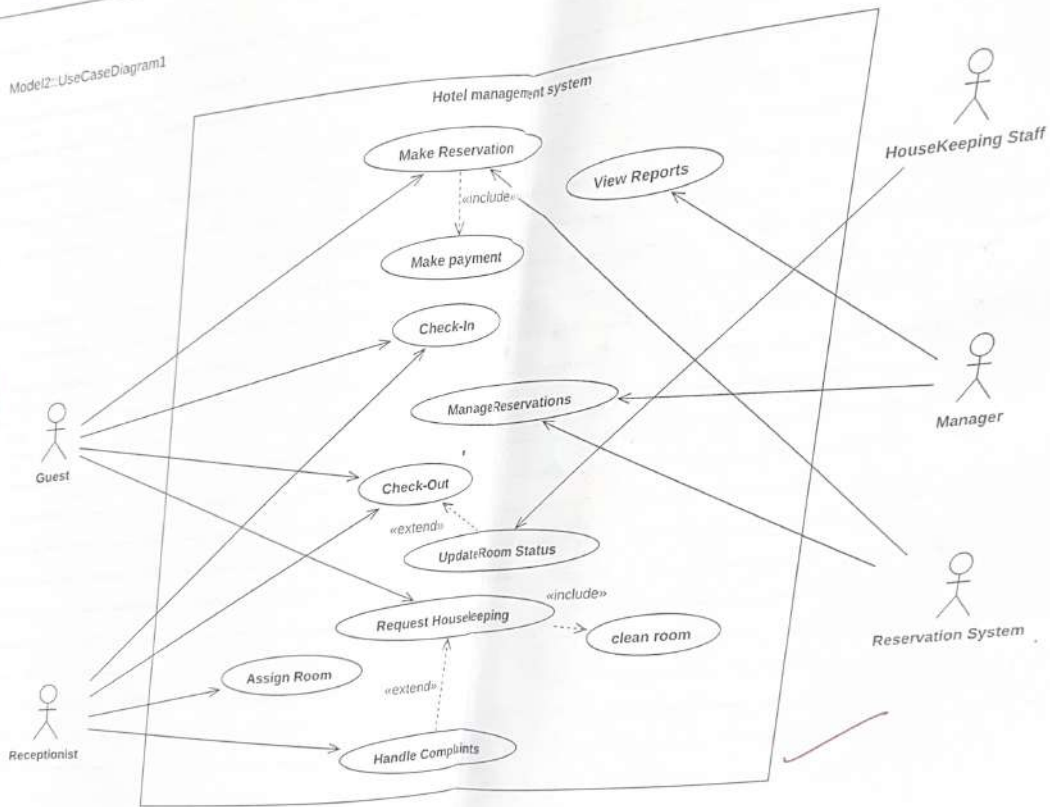 Model2::UseCaseDiagram1
Hotel management system
Make Reservation
View Reports
HouseKeeping Staff
«include»
Make payment
Check-In
ManageReservations
Manager
Guest
Check-Out
«extend»
UpdateRoom Status
«include»
Request Houseleeping
clean room
Reservation System
Assign Room
«extend»
Receptionist
Handle Complaints